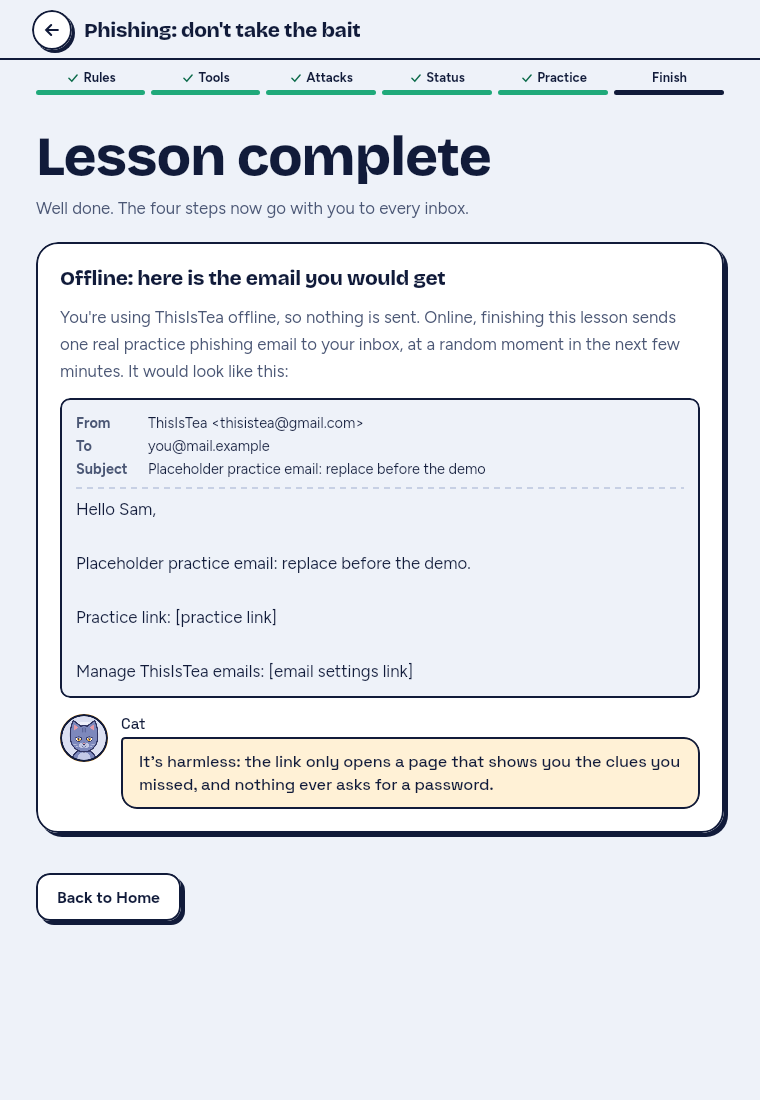 Phishing: don't take the bait
Rules
Tools
Attacks
Status
Practice
Finish
Lesson complete
Well done. The four steps now go with you to every inbox.
Offline: here is the email you would get
You're using ThisIsTea offline, so nothing is sent. Online, finishing this lesson sends
one real practice phishing email to your inbox, at a random moment in the next few
minutes. It would look like this:
From ThisIsTea <thisistea@gmail.com>
To you@mail.example
Subject Placeholder practice email: replace before the demo
Hello Sam,
Placeholder practice email: replace before the demo.
Practice link: [practice link]
Manage ThisIsTea emails: [email settings link]
Cat
It's harmless: the link only opens a page that shows you the clues you
missed, and nothing ever asks for a password.
Back to Home